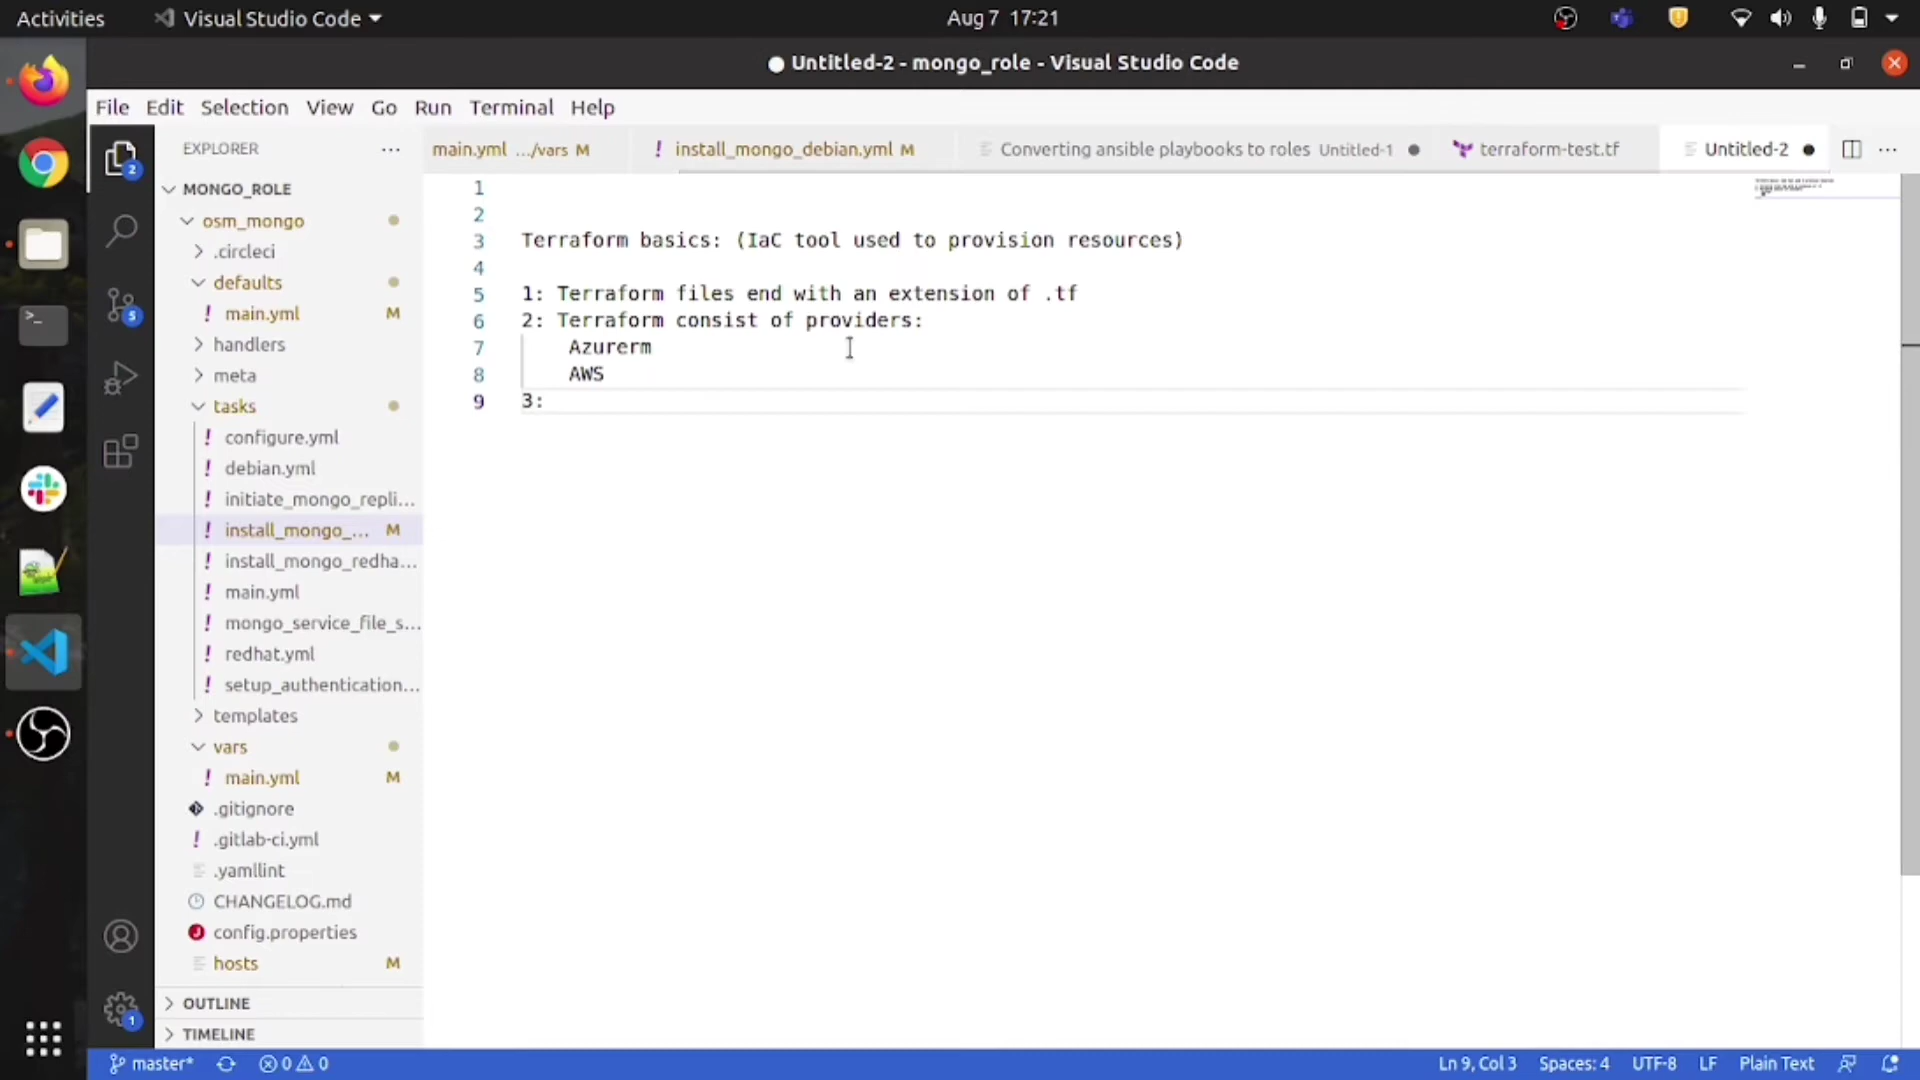 Activities
Visual Studio Code
Aug 7 17:21
Untitled-2 - mongo_role - Visual Studio Code
File Edit Selection View Go Run Terminal Help
EXPLORER
main.yml .../vars M
! install_mongo_debian.yml M
Converting ansible playbooks to roles Untitled-1
terraform-test.tf
Untitled-2
MONGO_ROLE
osm_mongo
.circleci
defaults
! main.yml M
handlers
meta
tasks
! configure.yml
! debian.yml
! initiate_mongo_repli...
! install_mongo_... M
! install_mongo_redha...
! main.yml
! mongo_service_file_s...
! redhat.yml
! setup_authentication...
templates
vars
! main.yml M
.gitignore
! .gitlab-ci.yml
.yamllint
CHANGELOG.md
config.properties
hosts M
OUTLINE
TIMELINE
2
5
1
1
2
3 Terraform basics: (IaC tool used to provision resources)
4
5 1: Terraform files end with an extension of .tf
6 2: Terraform consist of providers:
7 Azurerm
8 AWS
9 3:
master* 0 0
Ln 9, Col 3 Spaces: 4 UTF-8 LF Plain Text